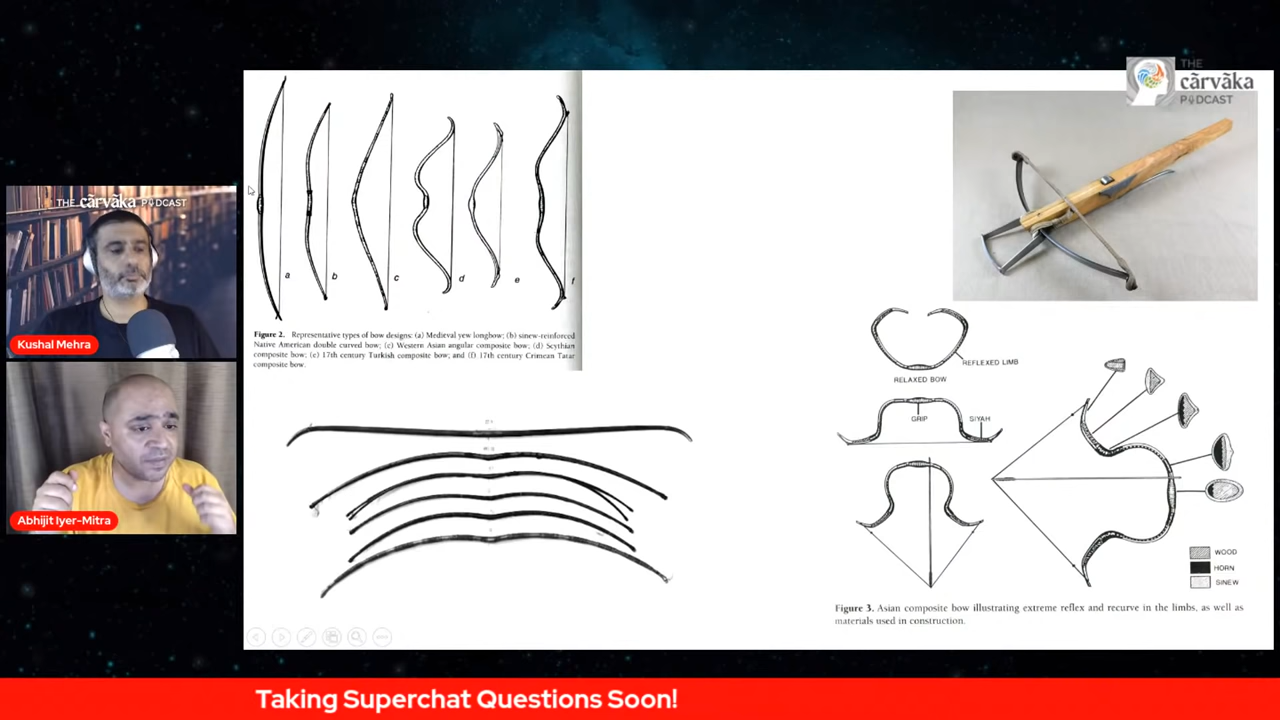 THE
cārvāka
PODCAST
THE cārvāka PODCAST
Kushal Mehra
Abhijit Iyer-Mitra
a
b
c
d
e
f
Figure 2. Representative types of bow designs: (a) Medieval yew longbow; (b) sinew-reinforced
Native American double curved bow; (c) Western Asian angular composite bow; (d) Scythian
composite bow; (e) 17th century Turkish composite bow; and (f) 17th century Crimean Tatar
composite bow.
REFLEXED LIMB
RELAXED BOW
GRIP
SIYAH
WOOD
HORN
SINEW
Figure 3. Asian composite bow illustrating extreme reflex and recurve in the limbs, as well as
materials used in construction.
Taking Superchat Questions Soon!